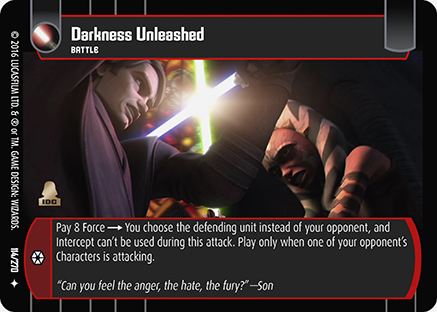 Darkness Unleashed
BATTLE
© 2016 LUCASFILM LTD. & ® or TM. GAME DESIGN: WIZARDS.
IDC
Pay 8 Force → You choose the defending unit instead of your opponent, and
Intercept can't be used during this attack. Play only when one of your opponent's
Characters is attacking.
"Can you feel the anger, the hate, the fury?" –Son
114/270